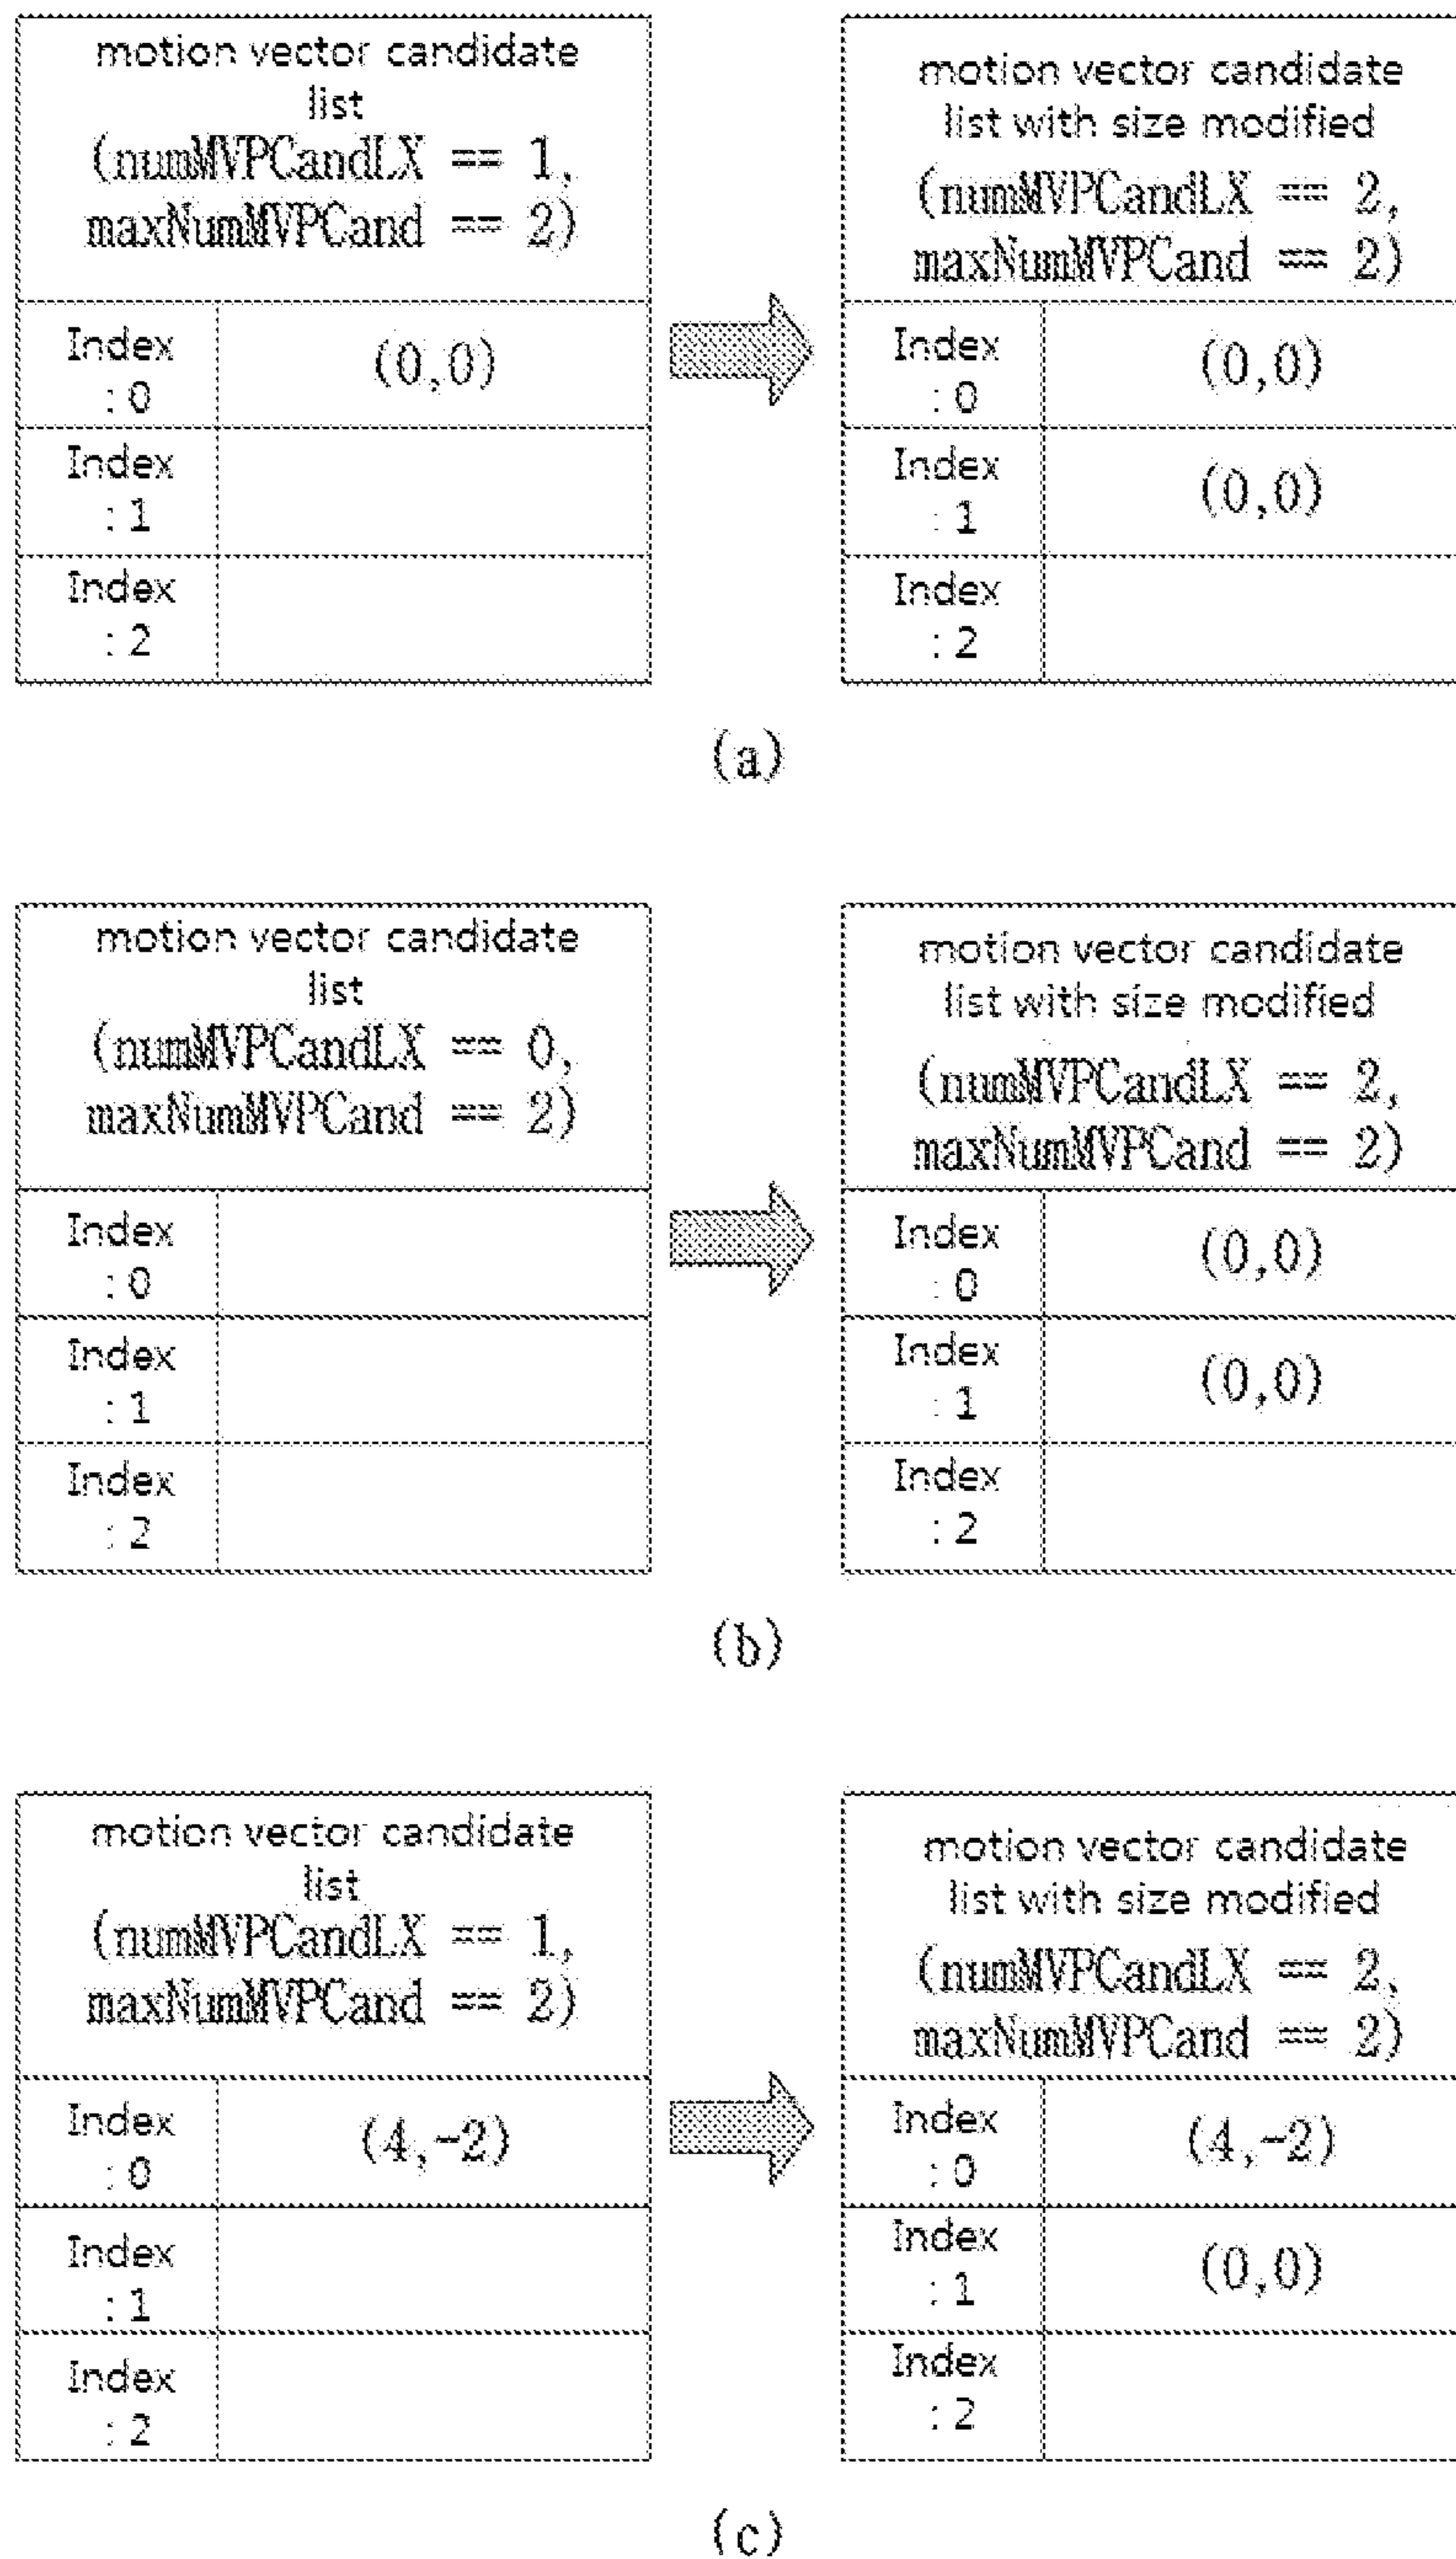 motion vector candidate
list
(numMVPCandLX == 1,
maxNumMVPCand == 2)
Index
: 0
(0,0)
Index
: 1
Index
: 2
motion vector candidate
list with size modified
(numMVPCandLX == 2,
maxNumMVPCand == 2)
Index
: 0
(0,0)
Index
: 1
(0,0)
Index
: 2
(a)
motion vector candidate
list
(numMVPCandLX == 0,
maxNumMVPCand == 2)
Index
: 0
Index
: 1
Index
: 2
motion vector candidate
list with size modified
(numMVPCandLX == 2,
maxNumMVPCand == 2)
Index
: 0
(0,0)
Index
: 1
(0,0)
Index
: 2
(b)
motion vector candidate
list
(numMVPCandLX == 1,
maxNumMVPCand == 2)
Index
: 0
(4,-2)
Index
: 1
Index
: 2
motion vector candidate
list with size modified
(numMVPCandLX == 2,
maxNumMVPCand == 2)
Index
: 0
(4,-2)
Index
: 1
(0,0)
Index
: 2
(c)